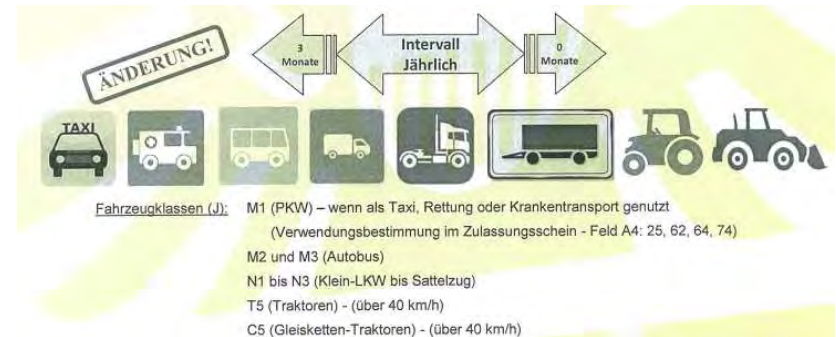 ÄNDERUNG!
3
Monate
Intervall
Jährlich
0
Monate
TAXI
Fahrzeugklassen (J): M1 (PKW) – wenn als Taxi, Rettung oder Krankentransport genutzt
(Verwendungsbestimmung im Zulassungsschein - Feld A4: 25, 62, 64, 74)
M2 und M3 (Autobus)
N1 bis N3 (Klein-LKW bis Sattelzug)
T5 (Traktoren) - (über 40 km/h)
C5 (Gleisketten-Traktoren) - (über 40 km/h)